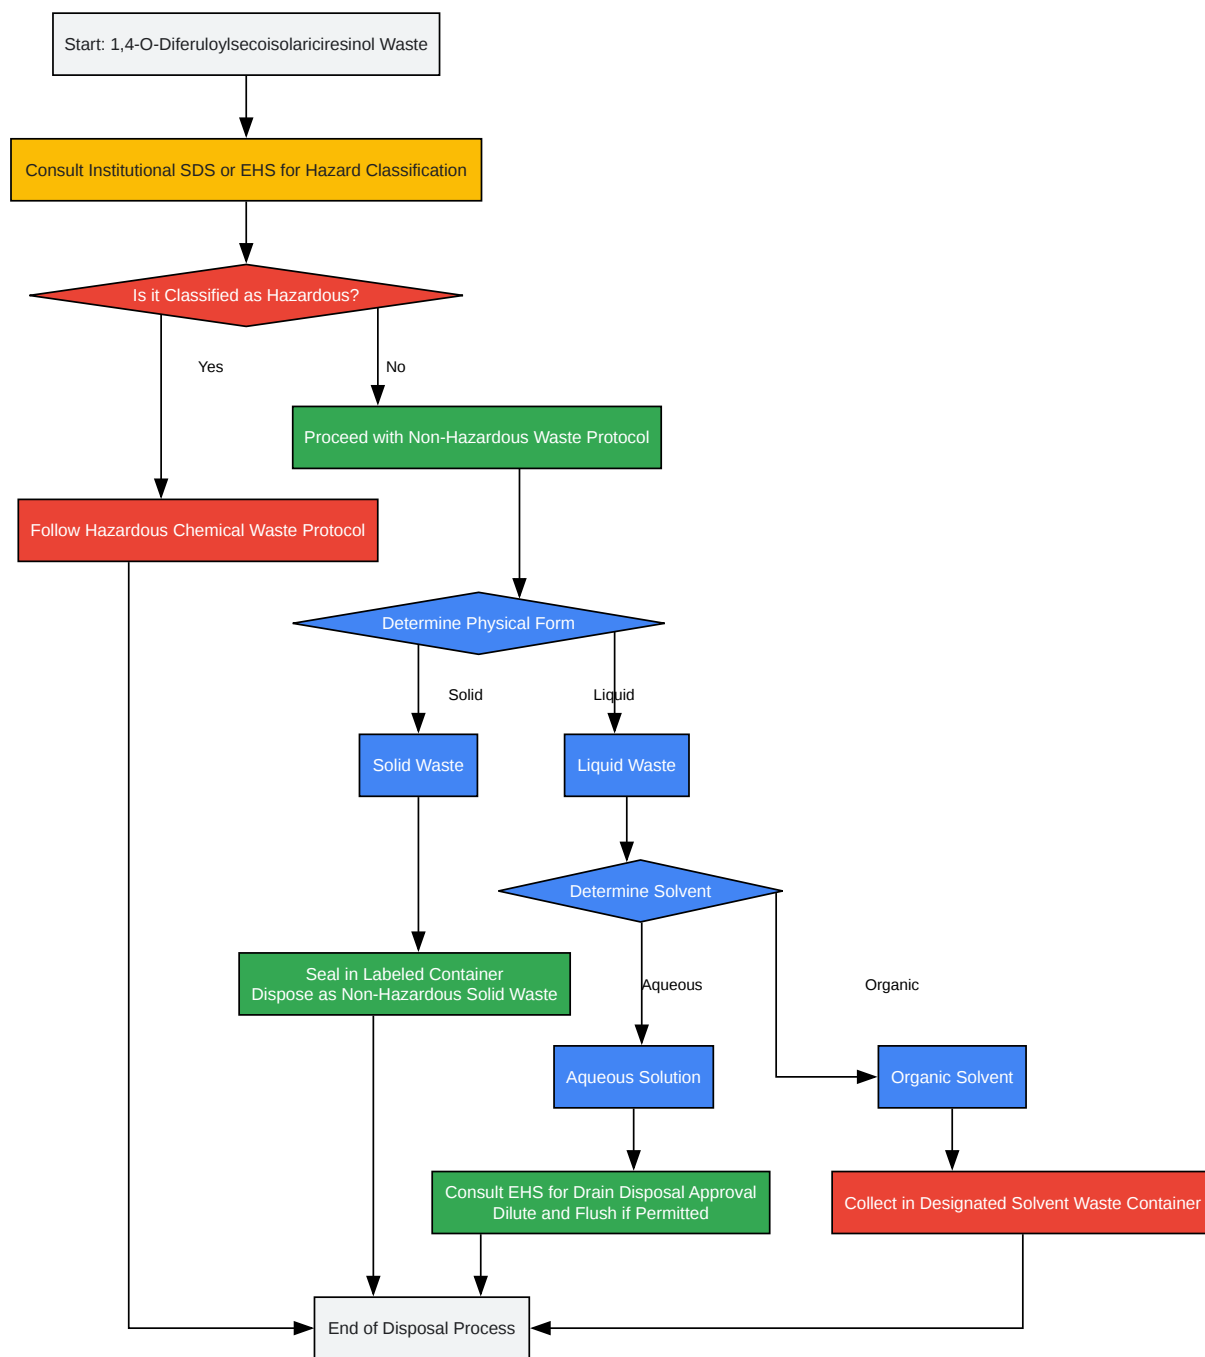 Start: 1,4-O-Diferuloylsecoisolariciresinol Waste
Consult Institutional SDS or EHS for Hazard Classification
Is it Classified as Hazardous?
Yes
No
Proceed with Non-Hazardous Waste Protocol
Follow Hazardous Chemical Waste Protocol
Determine Physical Form
Solid
Liquid
Solid Waste
Liquid Waste
Determine Solvent
Seal in Labeled Container
Dispose as Non-Hazardous Solid Waste
Aqueous
Organic
Aqueous Solution
Organic Solvent
Consult EHS for Drain Disposal Approval
Dilute and Flush if Permitted
Collect in Designated Solvent Waste Container
End of Disposal Process